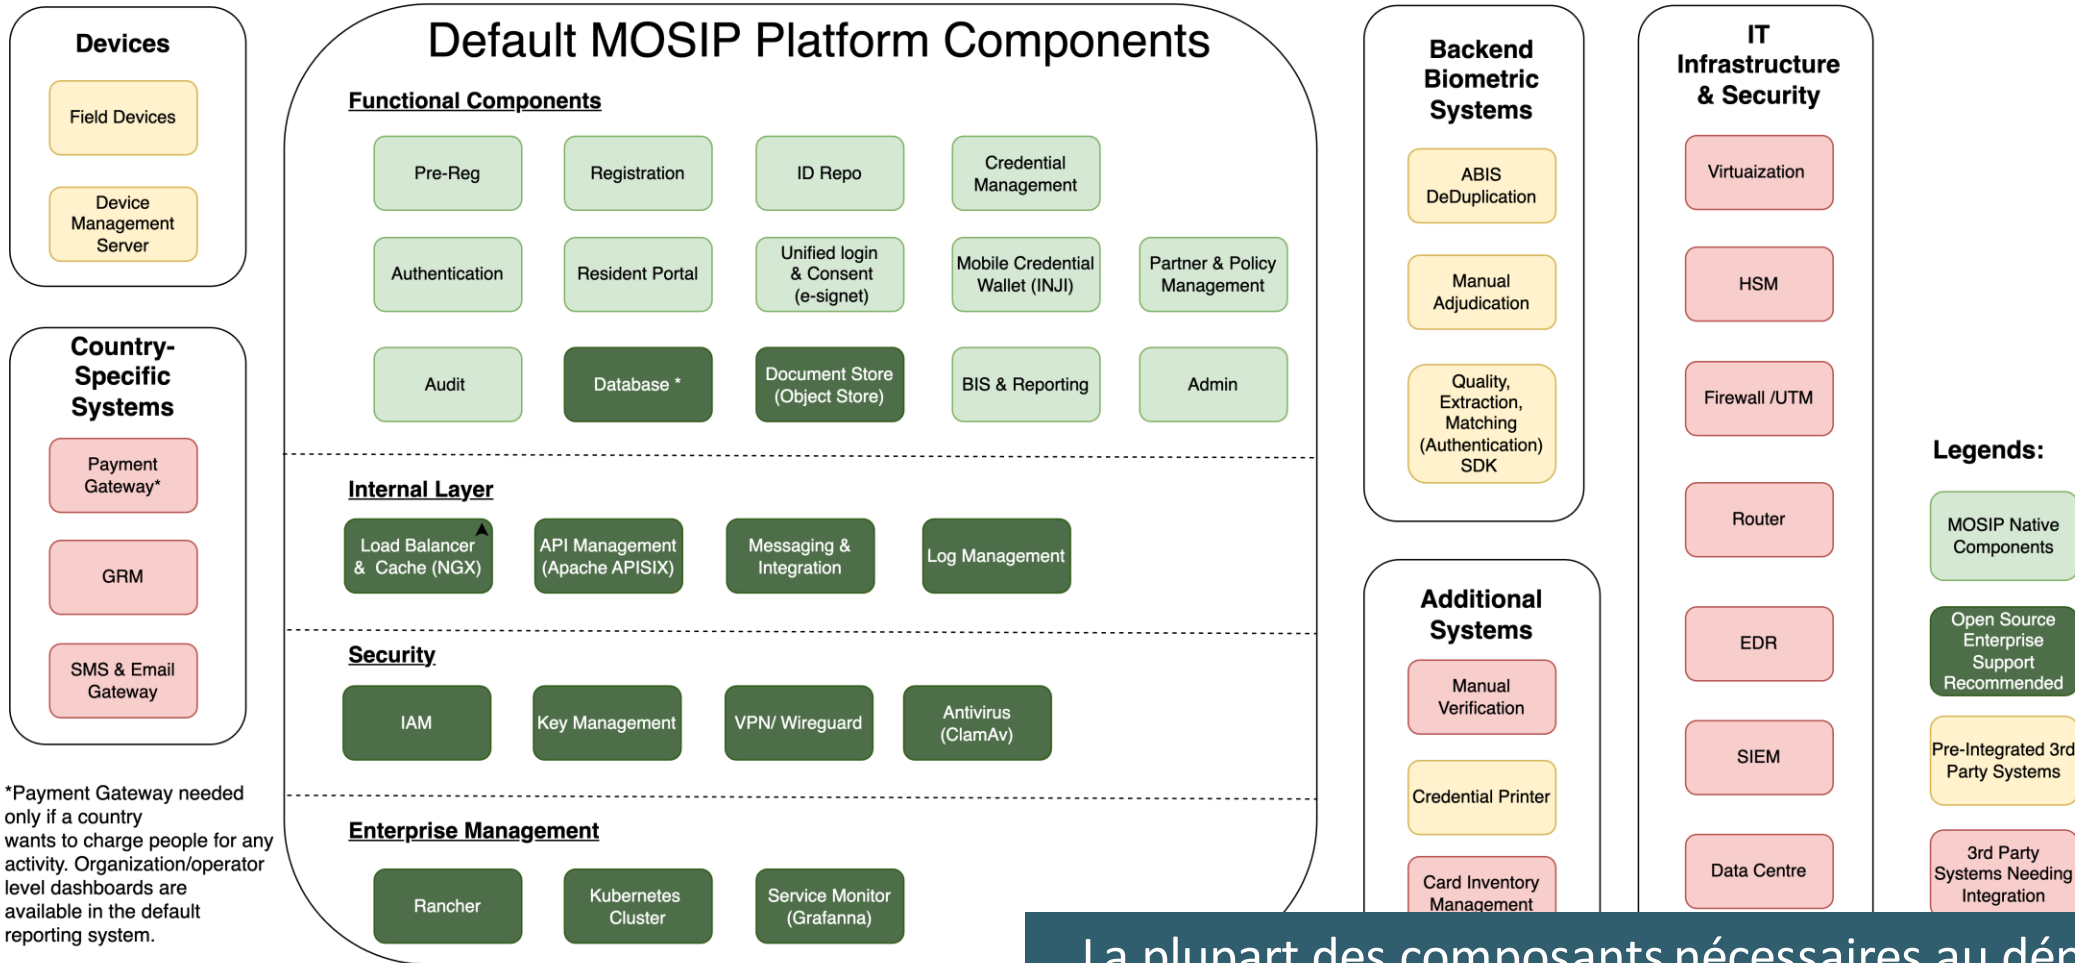 Default MOSIP Platform Components
Devices
Field Devices
Device
Management
Server
Country-
Specific
Systems
Payment
Gateway*
GRM
SMS & Email
Gateway
*Payment Gateway needed
only if a country
wants to charge people for any
activity. Organization/operator
level dashboards are
available in the default
reporting system.
Functional Components
Pre-Reg
Registration
ID Repo
Credential
Management
Authentication
Resident Portal
Unified login
& Consent
(e-signet)
Mobile Credential
Wallet (INJI)
Partner & Policy
Management
Audit
Database *
Document Store
(Object Store)
BIS & Reporting
Admin
Internal Layer
Load Balancer
& Cache (NGX)
API Management
(Apache APISIX)
Messaging &
Integration
Log Management
Security
IAM
Key Management
VPN/ Wireguard
Antivirus
(ClamAv)
Enterprise Management
Rancher
Kubernetes
Cluster
Service Monitor
(Grafanna)
Backend
Biometric
Systems
ABIS
DeDuplication
Manual
Adjudication
Quality,
Extraction,
Matching
(Authentication)
SDK
Additional
Systems
Manual
Verification
Credential Printer
Card Inventory
Management
IT
Infrastructure
& Security
Virtuaization
HSM
Firewall /UTM
Router
EDR
SIEM
Data Centre
Legends:
MOSIP Native
Components
Open Source
Enterprise
Support
Recommended
Pre-Integrated 3rd
Party Systems
3rd Party
Systems Needing
Integration
La plupart des composants nécessaires au